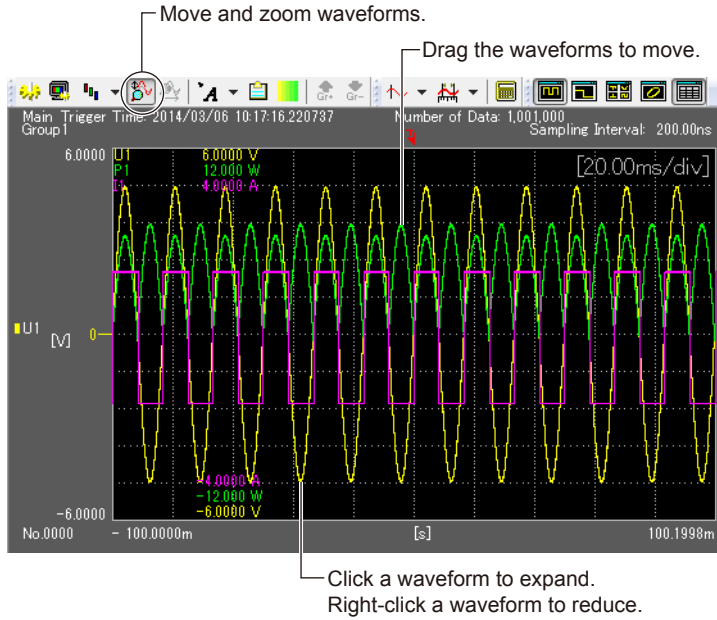 Move and zoom waveforms.
Drag the waveforms to move.
A
Gr+ Gr-
Main Trigger Time 2014/03/06 10:17:16.220737 Number of Data: 1,001,000
Group1 Sampling Interval: 200.00ns
6.0000 U1 6.0000 V [20.00ms/div]
P1 12.000 W
I1 4.0000 A
U1 [V] 0
-4.0000 A
-12.000 W
-6.0000 -6.0000 V
No.0000 - 100.0000m [s] 100.1998m
Click a waveform to expand.
Right-click a waveform to reduce.